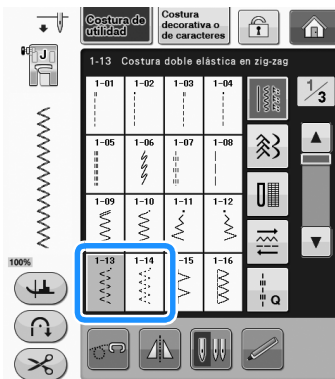 Costura de utilidad
Costura decorativa o de caracteres
J
1-13 Costura doble elástica en zig-zag
1-01 1-02 1-03 1-04
1/3
1-05 1-06 1-07 1-08
1-09 1-10 1-11 1-12
100%
1-13 1-14 -15 1-16
Q